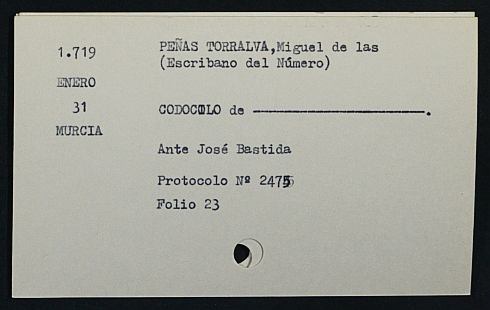 1.719
ENERO
31
MURCIA
PEÑAS TORRALVA,Miguel de las
(Escribano del Número)
CODOCILO de ------------------------.
Ante José Bastida
Protocolo Nº
Folio 23